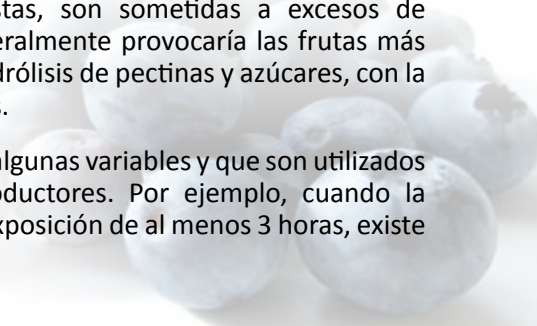 stas, son sometidas a excesos de
eralmente provocaría las frutas más
drólisis de pectinas y azúcares, con la
s.
algunas variables y que son utilizados
oductores. Por ejemplo, cuando la
xposición de al menos 3 horas, existe